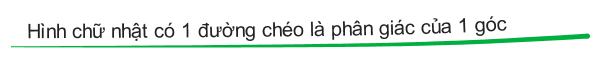 Hình chữ nhật có 1 đường chéo là phân giác của 1 góc